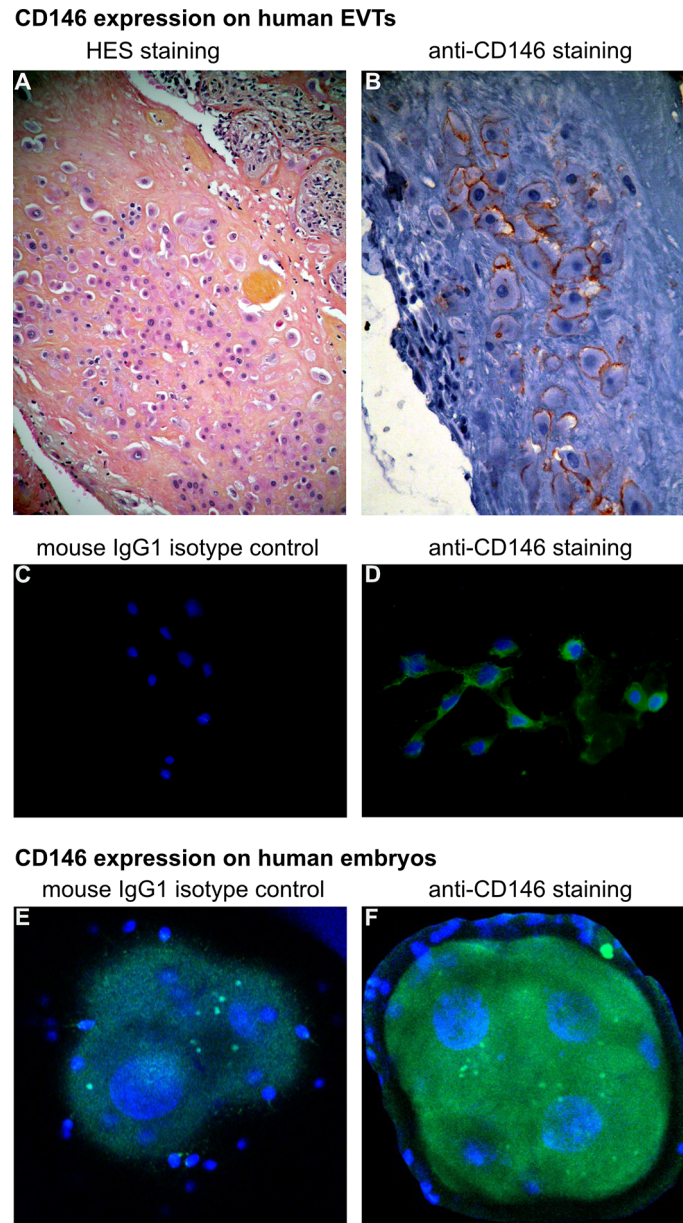 CD146 expression on human EVTs
HES staining
anti-CD146 staining
A
B
mouse IgG1 isotype control
anti-CD146 staining
C
D
CD146 expression on human embryos
mouse IgG1 isotype control
anti-CD146 staining
E
F